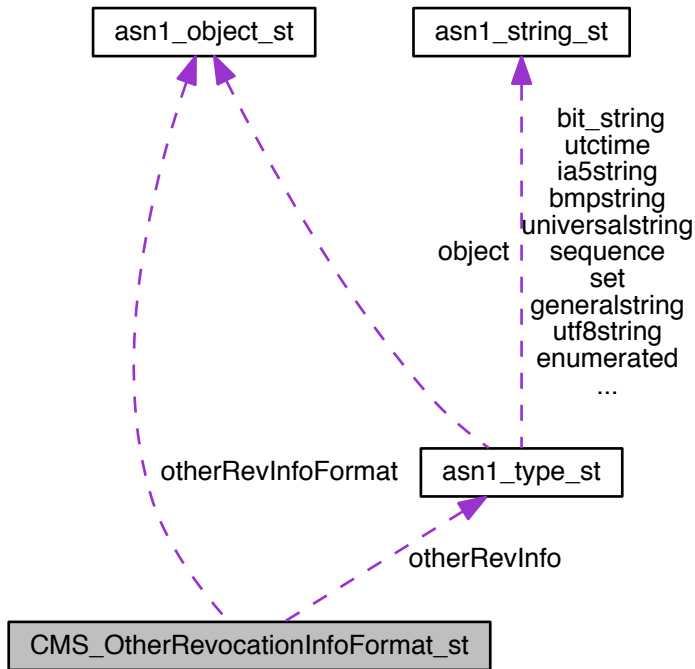 asn1_object_st
asn1_string_st
bit_string
utctime
ia5string
bmpstring
universalstring
object
sequence
set
generalstring
utf8string
enumerated
...
otherRevInfoFormat
asn1_type_st
otherRevInfo
CMS_OtherRevocationInfoFormat_st